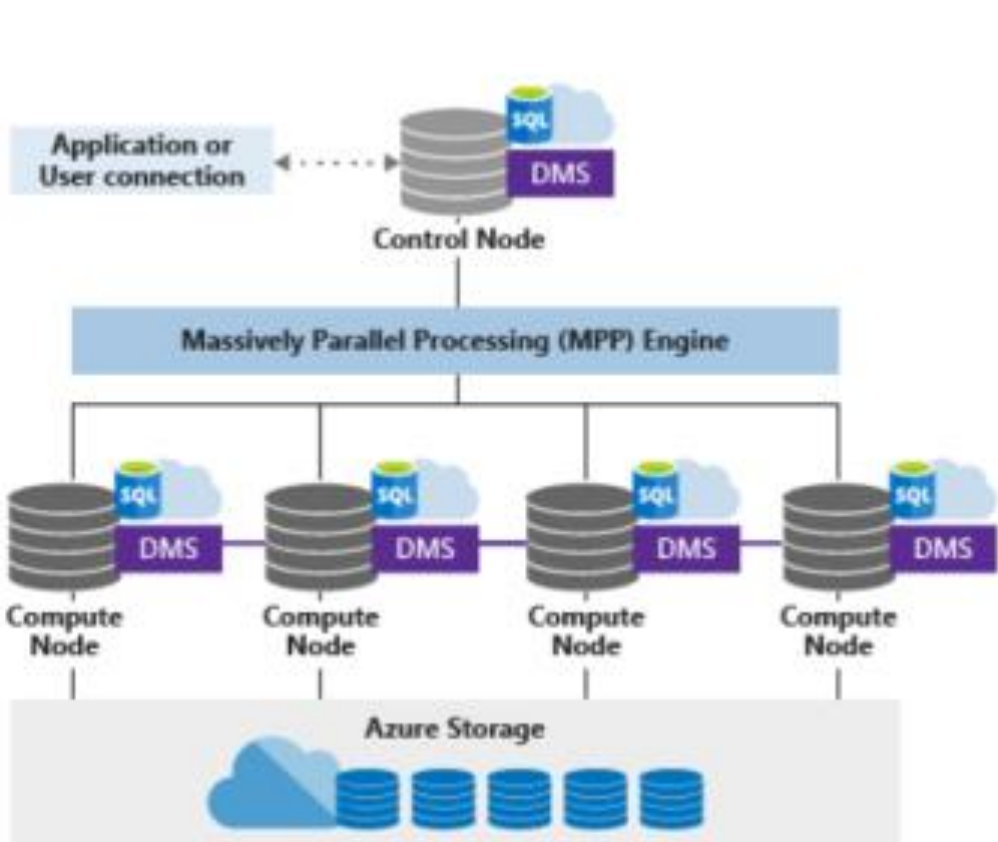 SQL
Application or
User connection
DMS
Control Node
Massively Parallel Processing (MPP) Engine
SQL
SQL
SQL
SQL
DMS
DMS
DMS
DMS
Compute
Node
Compute
Node
Compute
Node
Compute
Node
Azure Storage